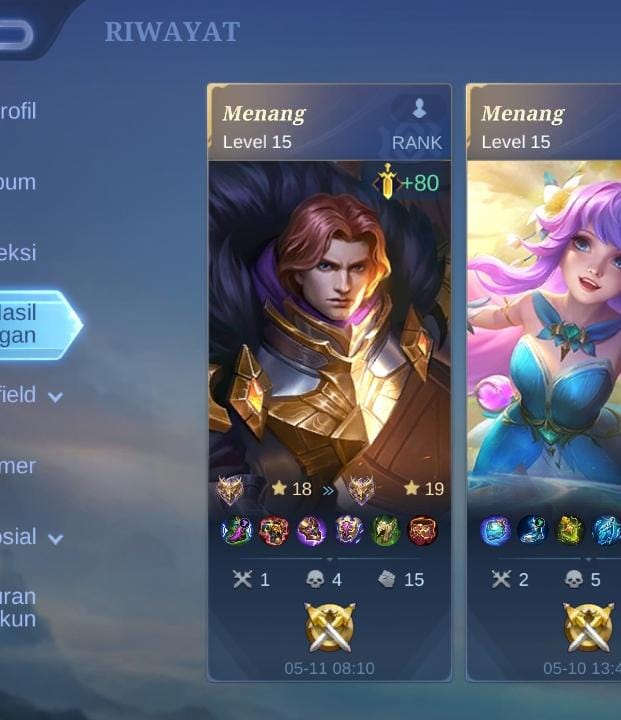 RIWAYAT
rofil
bum
eksi
Hasil
gan
field
mer
osial
uran
kun
Menang
Level 15
RANK
+80
18 » 19
1 4 15
05-11 08:10
Menang
Level 15
2 5
05-10 13:4